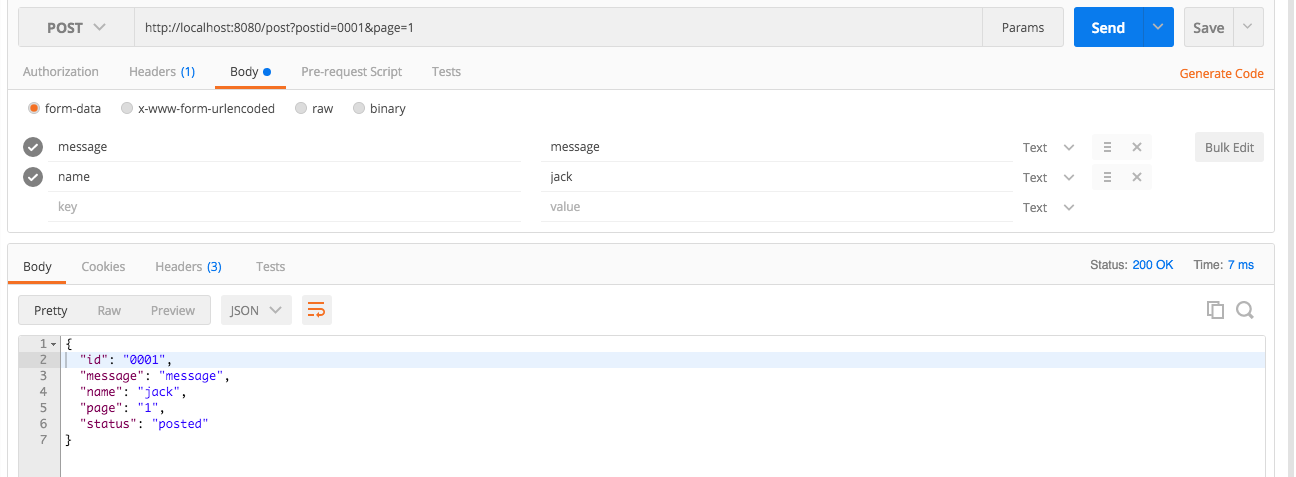 POST http://localhost:8080/post?postid=0001&page=1 Params Send Save
Authorization Headers (1) Body Pre-request Script Tests Generate Code
form-data x-www-form-urlencoded raw binary
message message Text Bulk Edit
name jack Text
key value Text
Body Cookies Headers (3) Tests Status: 200 OK Time: 7 ms
Pretty Raw Preview JSON
1 {
2 "id": "0001",
3 "message": "message",
4 "name": "jack",
5 "page": "1",
6 "status": "posted"
7 }